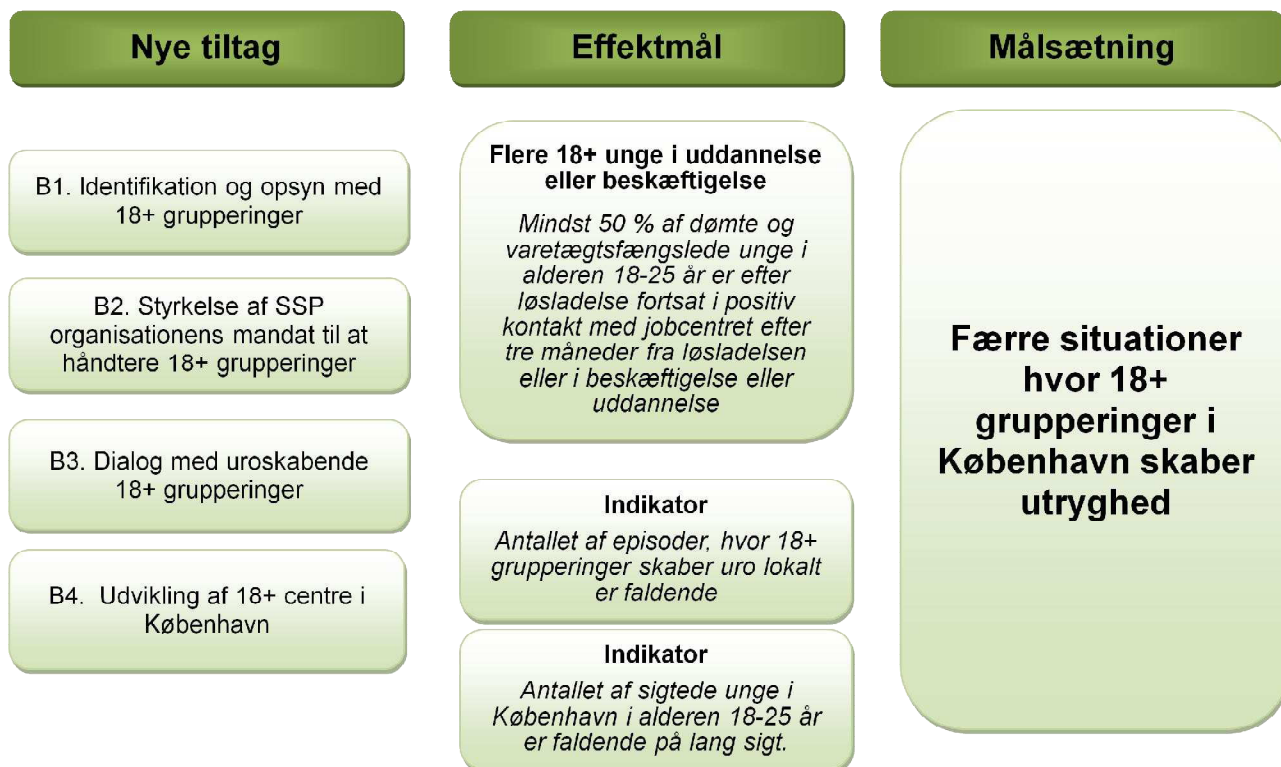 Nye tiltag
B1. Identifikation og opsyn med
18+ grupperinger
B2. Styrkelse af SSP
organisationens mandat til at
håndtere 18+ grupperinger
B3. Dialog med uroskabende
18+ grupperinger
B4. Udvikling af 18+ centre i
København
Effektmål
Flere 18+ unge i uddannelse
eller beskæftigelse
Mindst 50 % af dømte og
varetægtsfængslede unge i
alderen 18-25 år er efter
løsladelse fortsat i positiv
kontakt med jobcentret efter
tre måneder fra løsladelsen
eller i beskæftigelse eller
uddannelse
Indikator
Antallet af episoder, hvor 18+
grupperinger skaber uro lokalt
er faldende
Indikator
Antallet af sigtede unge i
København i alderen 18-25 år
er faldende på lang sigt.
Målsætning
Færre situationer
hvor 18+
grupperinger i
København skaber
utryghed